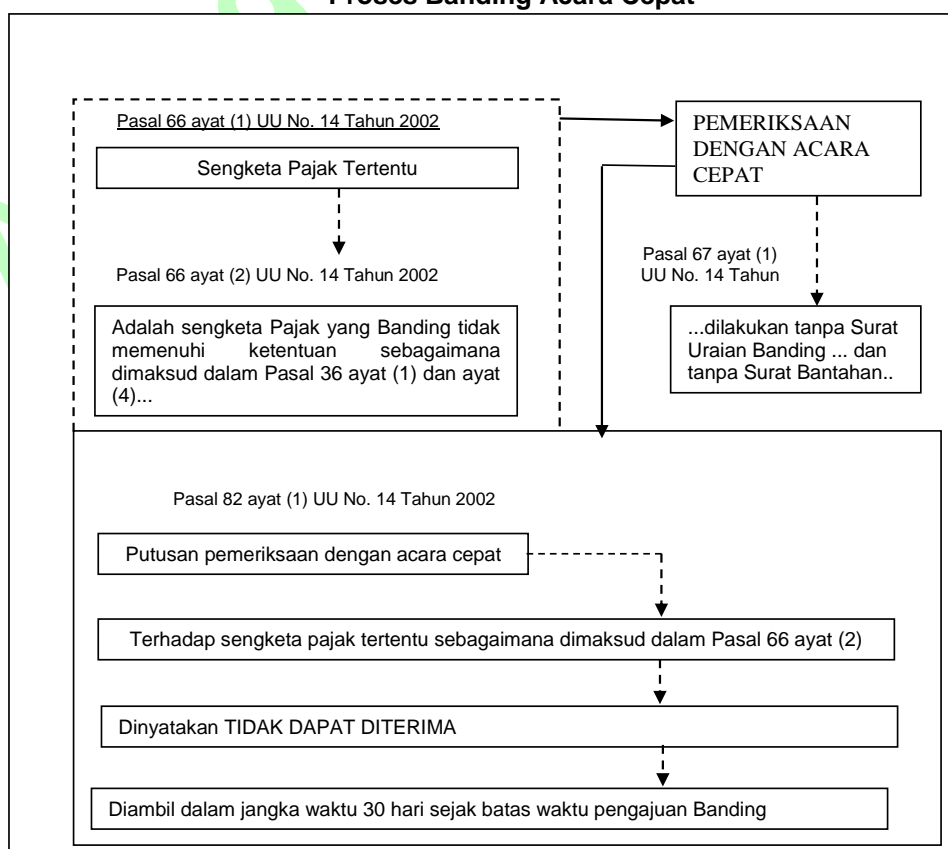 Proses Banding Acara Cepat
Pasal 66 ayat (1) UU No. 14 Tahun 2002
Sengketa Pajak Tertentu
Pasal 66 ayat (2) UU No. 14 Tahun 2002
Adalah sengketa Pajak yang Banding tidak
memenuhi ketentuan sebagaimana
dimaksud dalam Pasal 36 ayat (1) dan ayat
(4)...
PEMERIKSAAN
DENGAN ACARA
CEPAT
Pasal 67 ayat (1)
UU No. 14 Tahun
...dilakukan tanpa Surat
Uraian Banding ... dan
tanpa Surat Bantahan..
Pasal 82 ayat (1) UU No. 14 Tahun 2002
Putusan pemeriksaan dengan acara cepat
Terhadap sengketa pajak tertentu sebagaimana dimaksud dalam Pasal 66 ayat (2)
Dinyatakan TIDAK DAPAT DITERIMA
Diambil dalam jangka waktu 30 hari sejak batas waktu pengajuan Banding